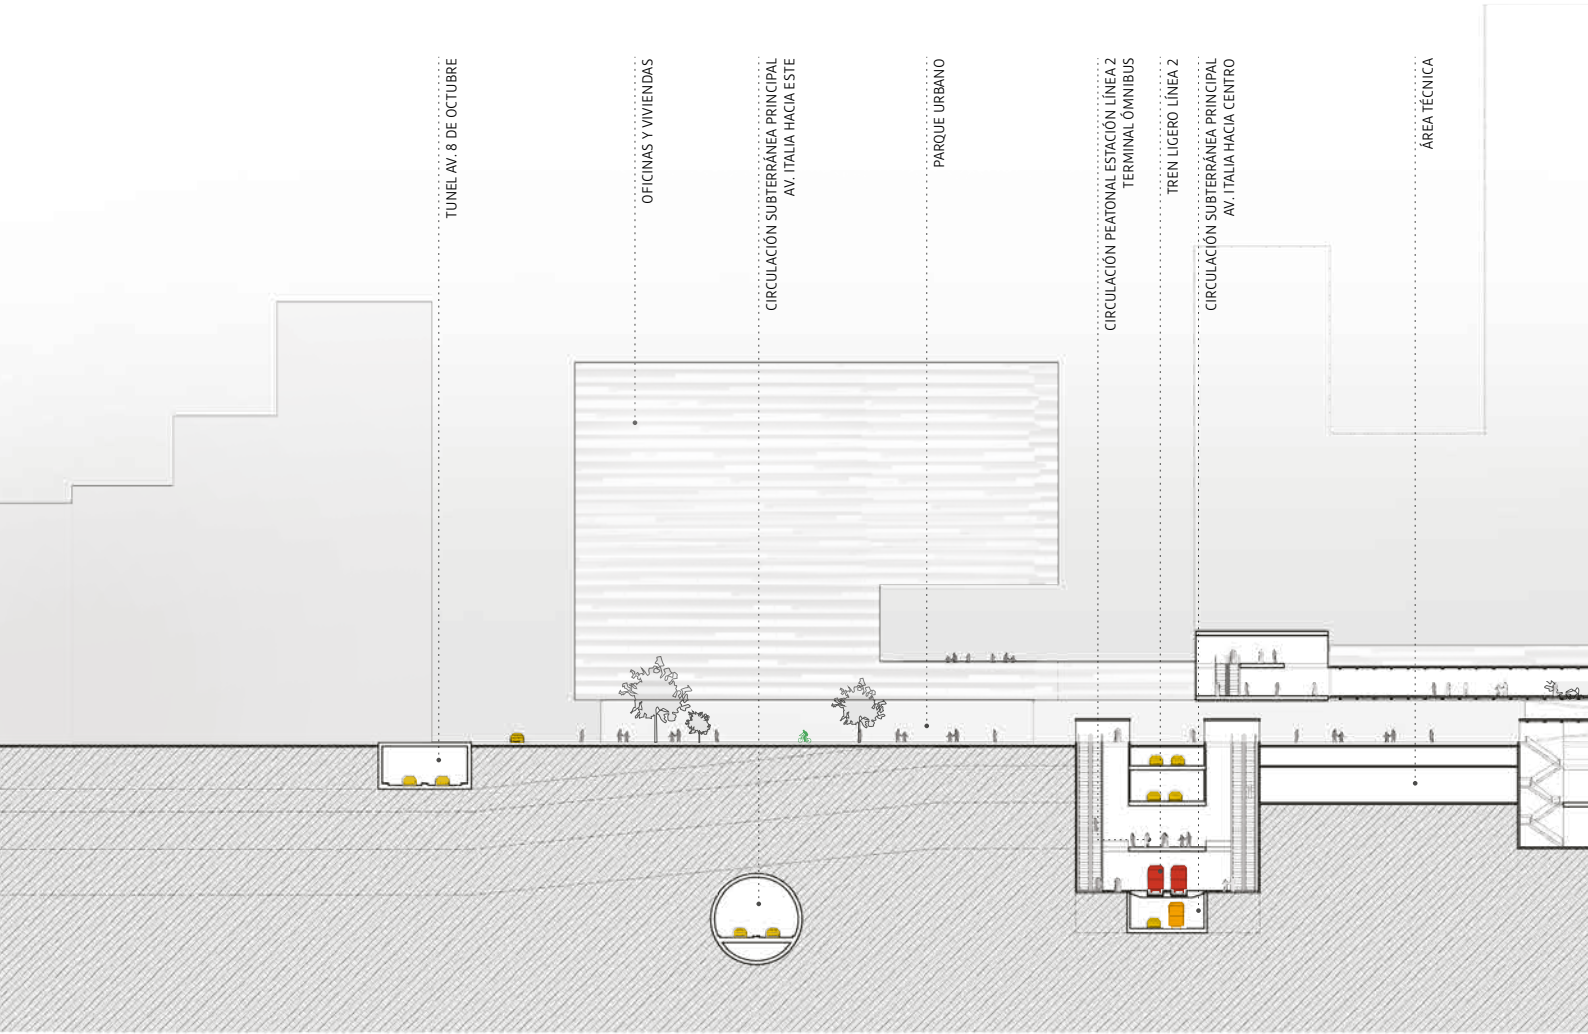 TUNEL AV. 8 DE OCTUBRE
OFICINAS Y VIVIENDAS
CIRCULACIÓN SUBTERRÁNEA PRINCIPAL
AV. ITALIA HACIA ESTE
PARQUE URBANO
CIRCULACIÓN PEATONAL ESTACIÓN LÍNEA 2
TERMINAL ÓMNIBUS
TREN LIGERO LÍNEA 2
CIRCULACIÓN SUBTERRÁNEA PRINCIPAL
AV. ITALIA HACIA CENTRO
ÁREA TÉCNICA